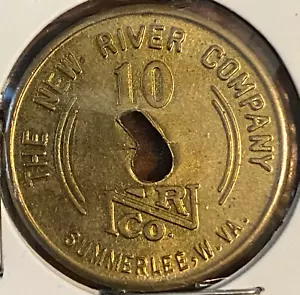 THE NEW RIVER COMPANY
10
NR
CO.
SUMMERLEE, W. VA.